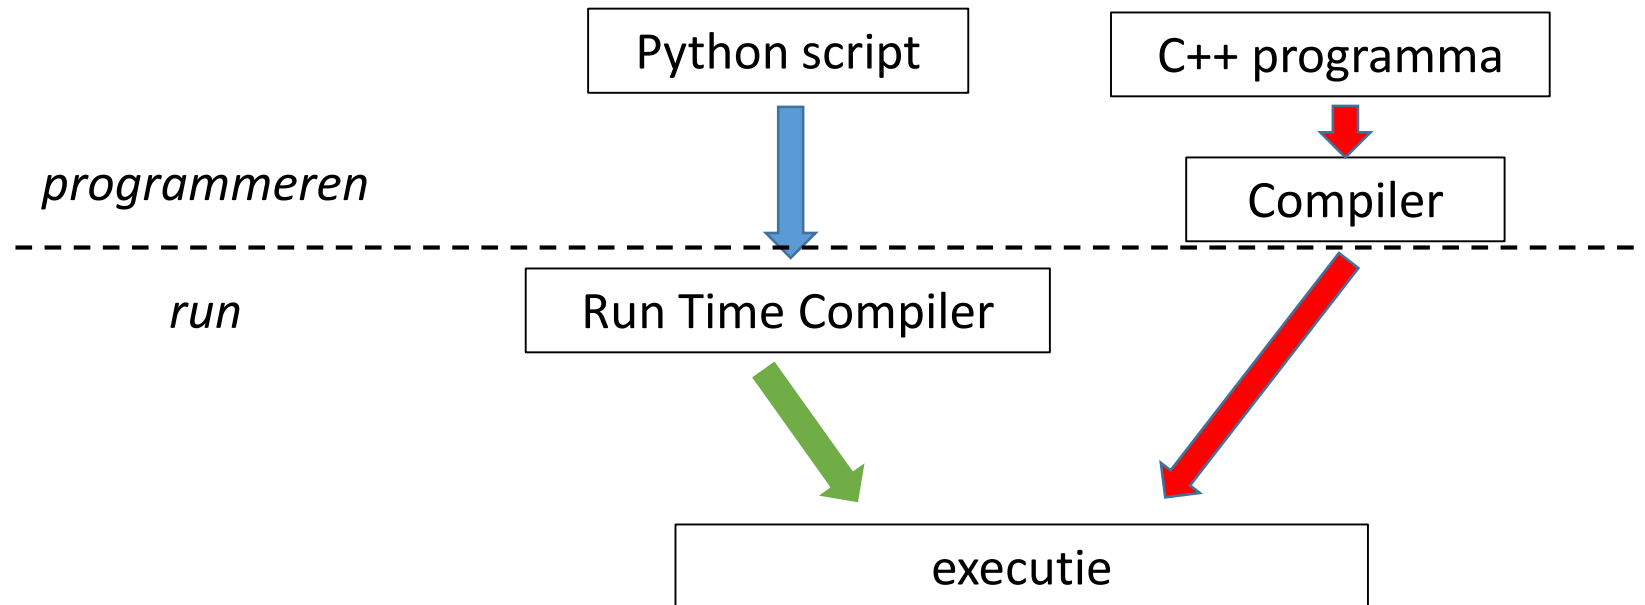 Python script
C++ programma
programmeren
Compiler
run
Run Time Compiler
executie